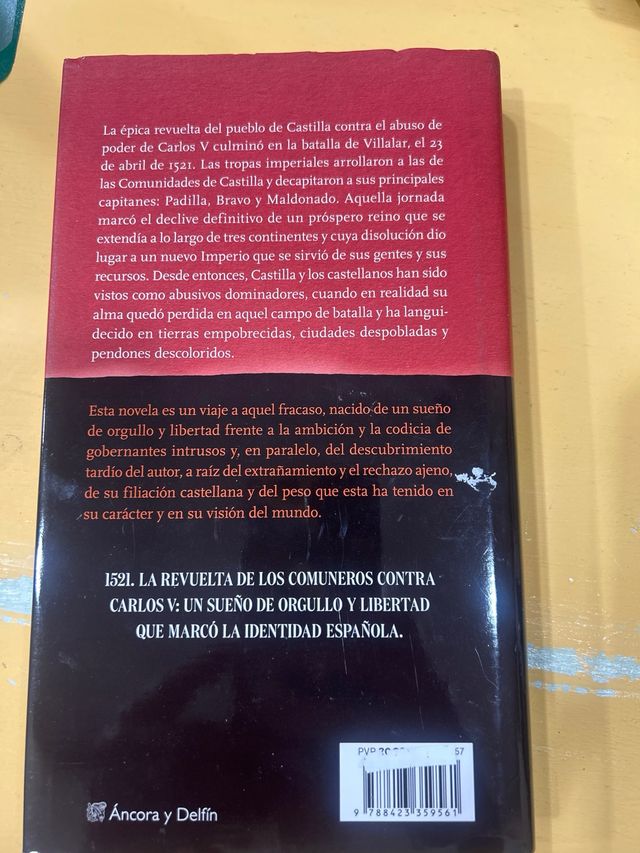 La épica revuelta del pueblo de Castilla contra el abuso de
poder de Carlos V culminó en la batalla de Villalar, el 23
de abril de 1521. Las tropas imperiales arrollaron a las de
las Comunidades de Castilla y decapitaron a sus principales
capitanes: Padilla, Bravo y Maldonado. Aquella jornada
marcó el declive definitivo de un próspero reino que se
extendía a lo largo de tres continentes y cuya disolución dio
lugar a un nuevo Imperio que se sirvió de sus gentes y sus
recursos. Desde entonces, Castilla y los castellanos han sido
vistos como abusivos dominadores, cuando en realidad su
alma quedó perdida en aquel campo de batalla y ha langui-
decido en tierras empobrecidas, ciudades despobladas y
pendones descoloridos.
Esta novela es un viaje a aquel fracaso, nacido de un sueño
de orgullo y libertad frente a la ambición y la codicia de
gobernantes intrusos y, en paralelo, del descubrimiento
tardío del autor, a raíz del extrañamiento y el rechazo ajeno,
de su filiación castellana y del peso que esta ha tenido en
su carácter y en su visión del mundo.
1521. LA REVUELTA DE LOS COMUNEROS CONTRA
CARLOS V: UN SUEÑO DE ORGULLO Y LIBERTAD
QUE MARCÓ LA IDENTIDAD ESPAÑOLA.
PVP 57
Áncora y Delfín
9 788423 359561